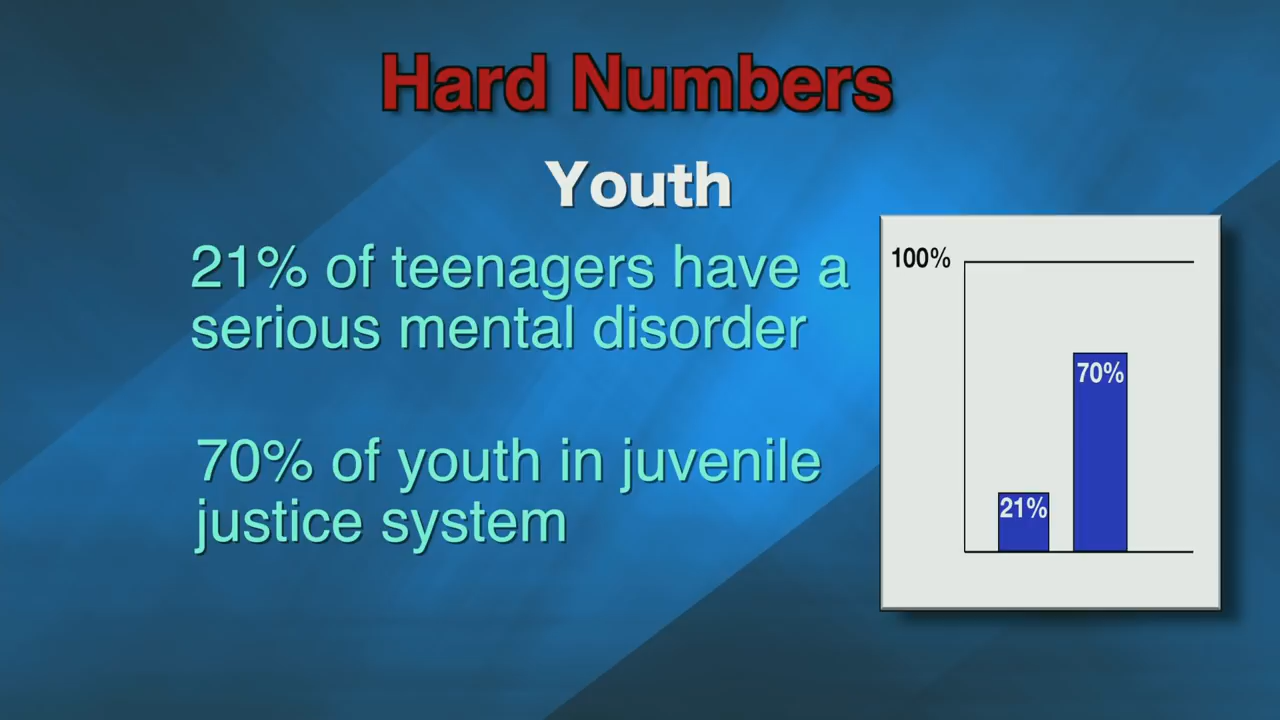 Hard Numbers
Youth
21% of teenagers have a
serious mental disorder
70% of youth in juvenile
justice system
100%
70%
21%